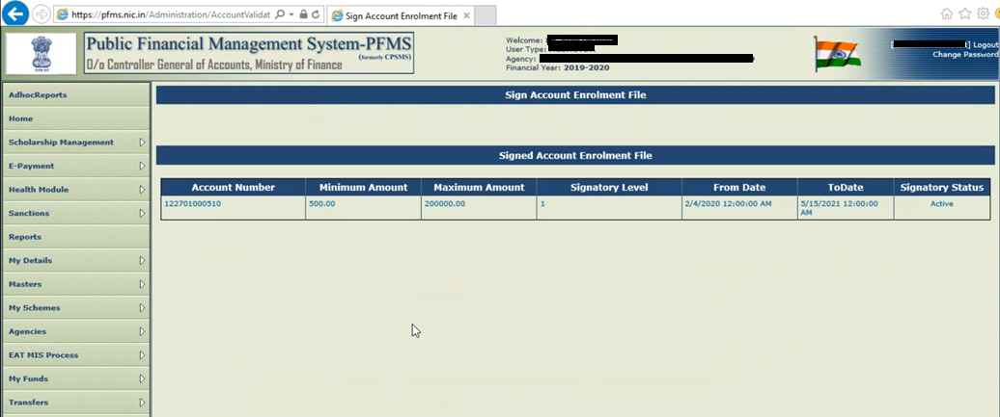 https://pfms.nic.in/Administration/AccountValidat
Sign Account Enrolment File
Public Financial Management System-PFMS
(formerly CPSMS)
O/o Controller General of Accounts, Ministry of Finance
Welcome:
User Type:
Agency:
Financial Year: 2019-2020
[ ] Logout
Change Password
AdhocReports
Home
Scholarship Management
E-Payment
Health Module
Sanctions
Reports
My Details
Masters
My Schemes
Agencies
EAT MIS Process
My Funds
Transfers
Sign Account Enrolment File
Signed Account Enrolment File
Account Number Minimum Amount Maximum Amount Signatory Level From Date ToDate Signatory Status
122701000510 500.00 200000.00 1 2/4/2020 12:00:00 AM 5/15/2021 12:00:00 Active
AM